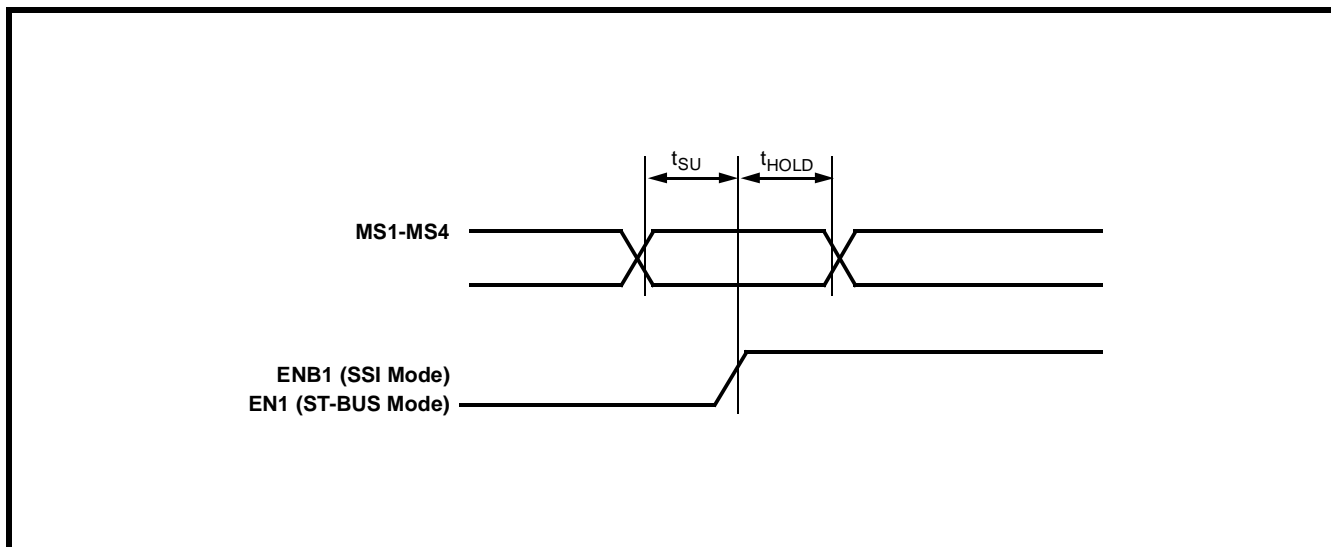 tSU
tHOLD
MS1-MS4
ENB1 (SSI Mode)
EN1 (ST-BUS Mode)